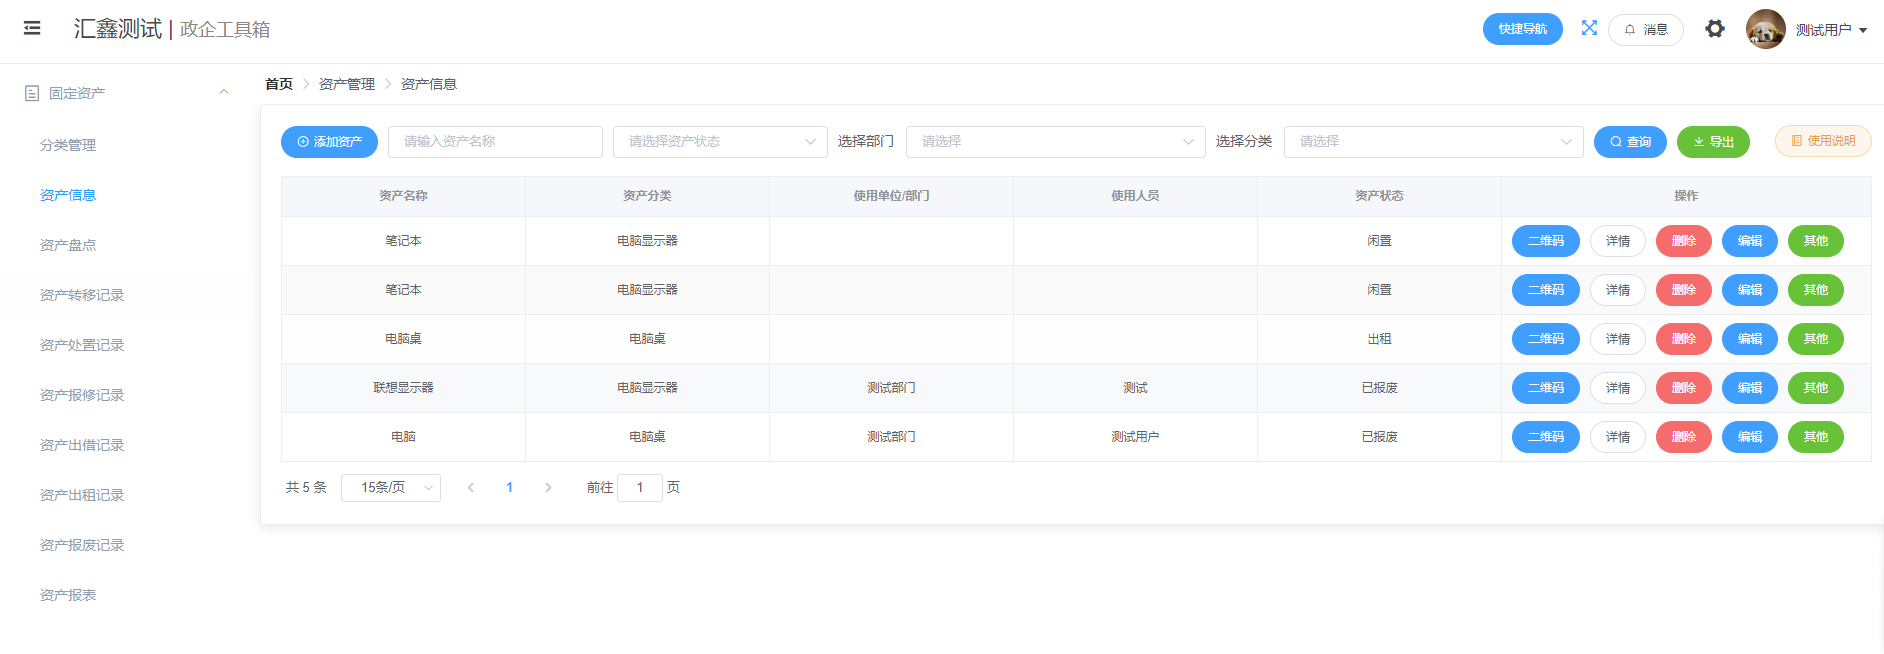 汇鑫测试 | 政企工具箱
快捷导航 消息 测试用户
固定资产
分类管理
资产信息
资产盘点
资产转移记录
资产处置记录
资产报修记录
资产出借记录
资产出租记录
资产报废记录
资产报表
首页 > 资产管理 > 资产信息
添加资产 请输入资产名称 请选择资产状态 选择部门 请选择 选择分类 请选择 查询 导出 使用说明
资产名称 资产分类 使用单位/部门 使用人员 资产状态 操作
笔记本 电脑显示器 闲置 二维码 详情 删除 编辑 其他
笔记本 电脑显示器 闲置 二维码 详情 删除 编辑 其他
电脑桌 电脑桌 出租 二维码 详情 删除 编辑 其他
联想显示器 电脑显示器 测试部门 测试 已报废 二维码 详情 删除 编辑 其他
电脑 电脑桌 测试部门 测试用户 已报废 二维码 详情 删除 编辑 其他
共 5 条 15条/页 < 1 > 前往 1 页